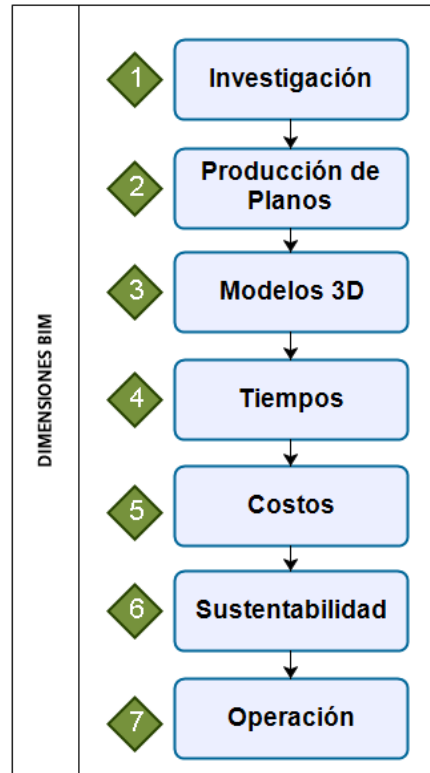 DIMENSIONES BIM
1
Investigación
2
Producción de
Planos
3
Modelos 3D
4
Tiempos
5
Costos
6
Sustentabilidad
7
Operación